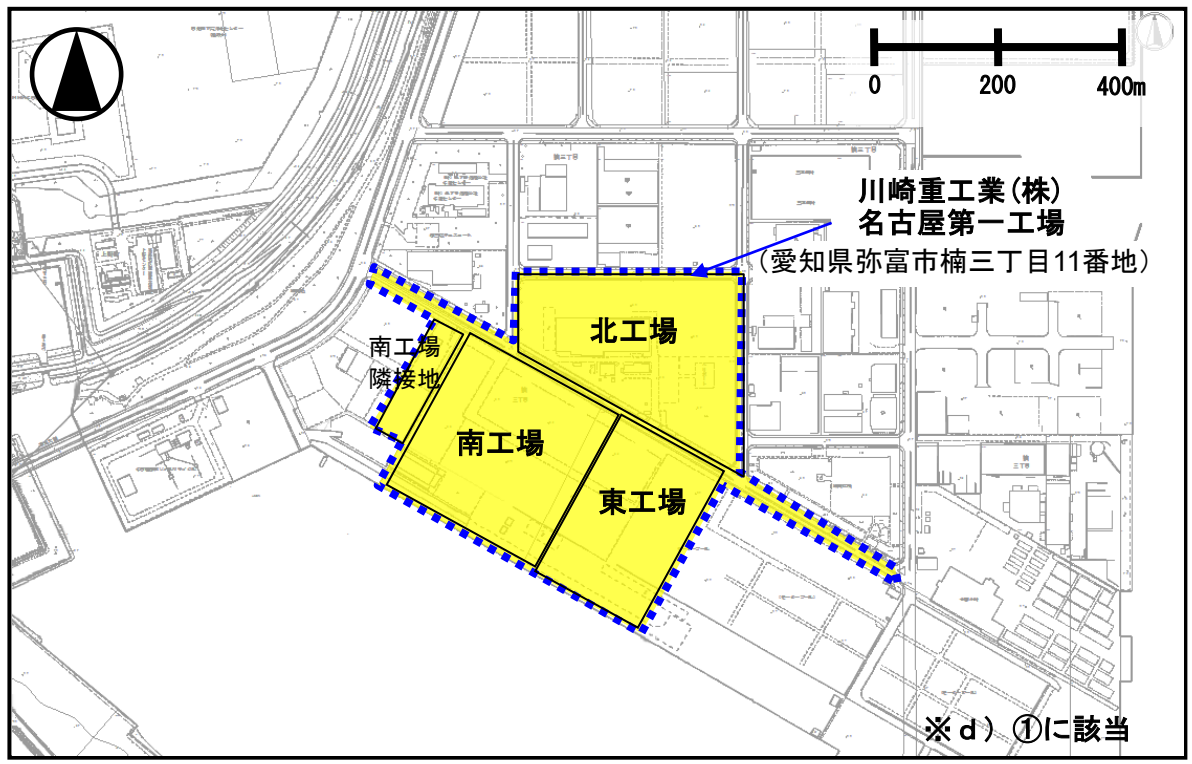 0 200 400m
川崎重工業(株)
名古屋第一工場
（愛知県弥富市楠三丁目11番地）
北工場
南工場
隣接地
南工場
東工場
※ｄ）①に該当